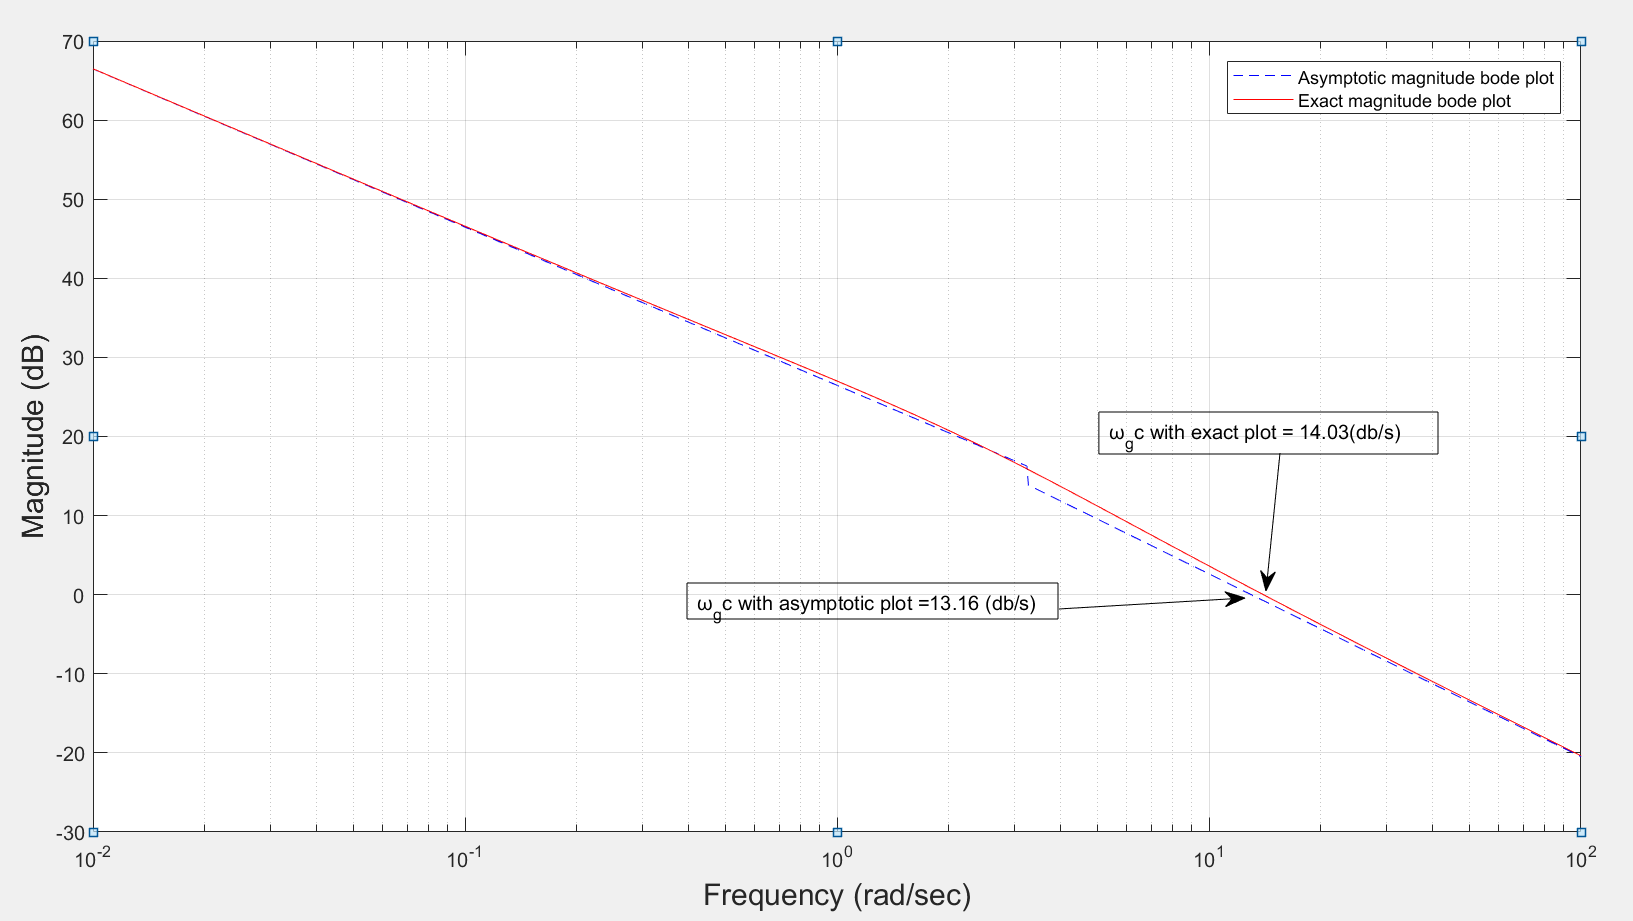 70
60
50
40
30
20
10
0
-10
-20
-30
Magnitude (dB)
Asymptotic magnitude bode plot
Exact magnitude bode plot
ω_gc with exact plot = 14.03(db/s)
ω_gc with asymptotic plot =13.16 (db/s)
10^-2 10^-1 10^0 10^1 10^2
Frequency (rad/sec)